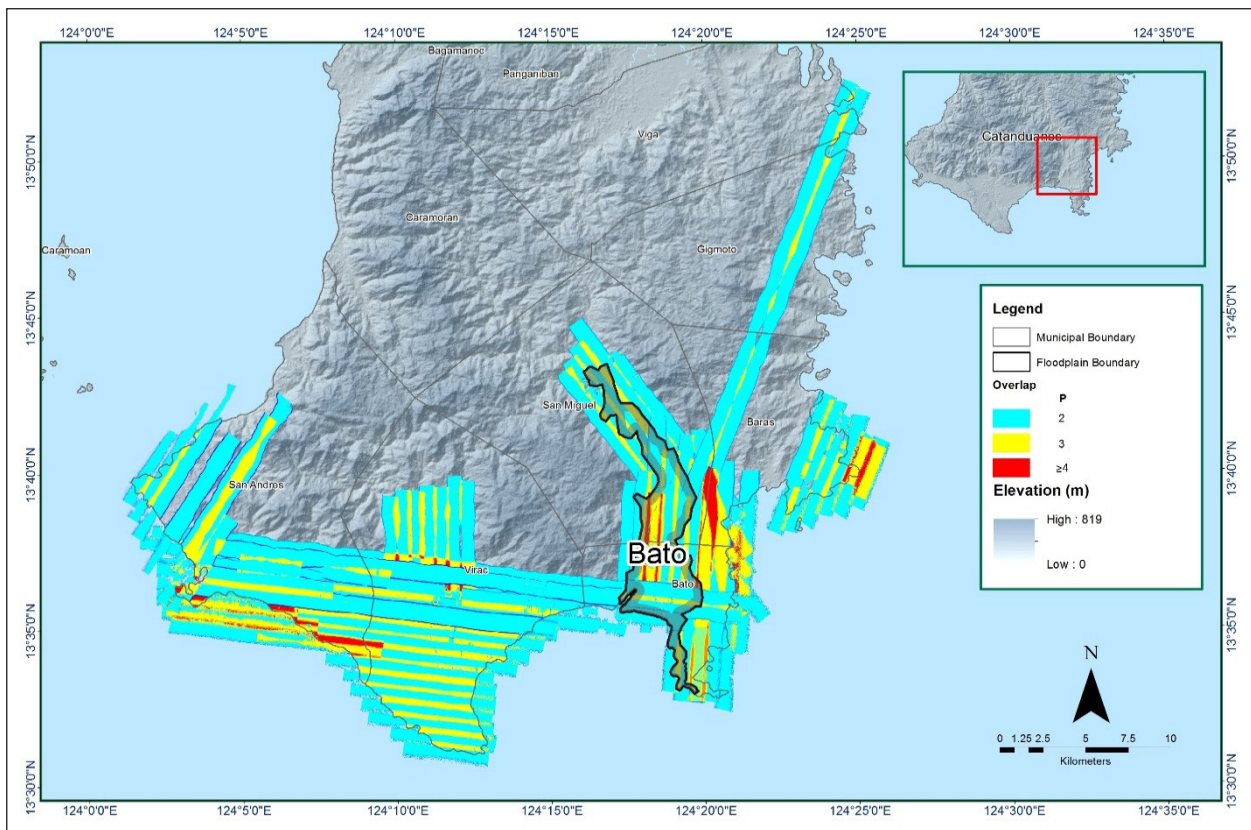 124°0'0"E 124°5'0"E 124°10'0"E 124°15'0"E 124°20'0"E 124°25'0"E 124°30'0"E 124°35'0"E
Bagamanoc
Panganiban
Viga
Caramoran
Gigmoto
Caramoan
San Miguel
Baras
San Andres
Bato
Virac
Bato
13°50'0"N
13°45'0"N
13°40'0"N
13°35'0"N
13°30'0"N
Catanduanes
Legend
Municipal Boundary
Floodplain Boundary
Overlap
P
2
3
≥4
Elevation (m)
High : 819
Low : 0
N
0 1.25 2.5 5 7.5 10
Kilometers
13°50'0"N
13°45'0"N
13°40'0"N
13°35'0"N
13°30'0"N
124°0'0"E 124°5'0"E 124°10'0"E 124°15'0"E 124°20'0"E 124°25'0"E 124°30'0"E 124°35'0"E